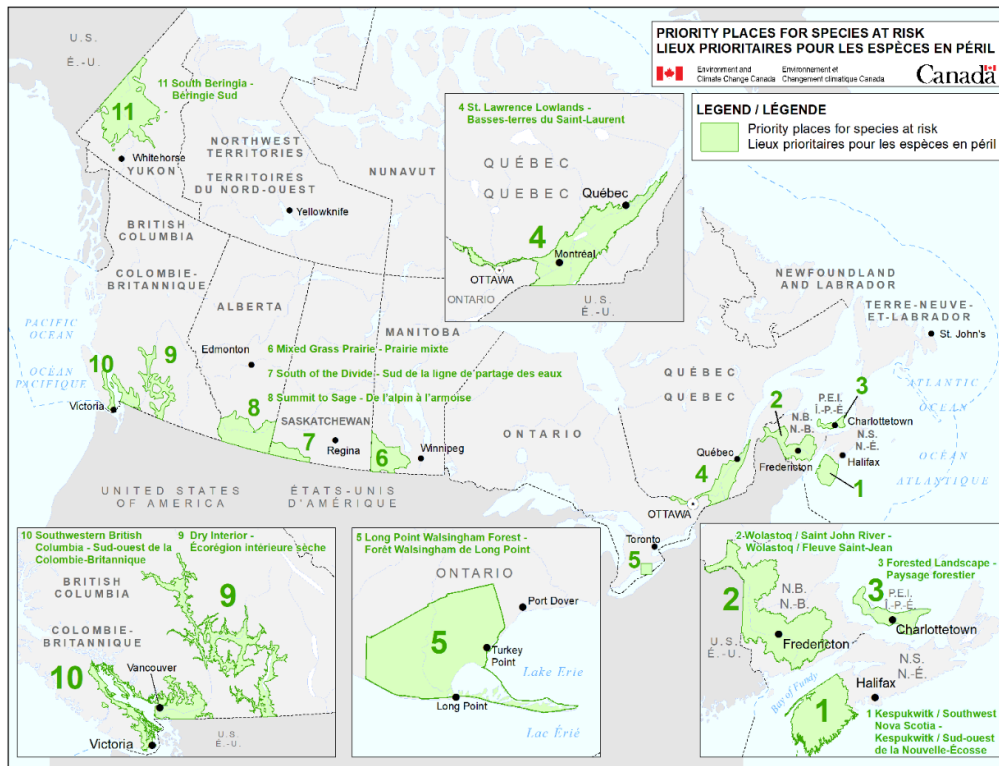 PRIORITY PLACES FOR SPECIES AT RISK
LIEUX PRIORITAIRES POUR LES ESPÈCES EN PÉRIL
Environment and
Climate Change Canada
Environnement et
Changement climatique Canada
Canada
LEGEND / LÉGENDE
Priority places for species at risk
Lieux prioritaires pour les espèces en péril
U.S.
É.-U.
11 South Beringia -
Béringie Sud
11
Whitehorse
YUKON
NORTHWEST
TERRITORIES
TERRITOIRES
DU NORD-OUEST
Yellowknife
NUNAVUT
BRITISH
COLUMBIA
COLOMBIE-
BRITANNIQUE
ALBERTA
MANITOBA
Edmonton
PACIFIC
OCEAN
OCÉAN
PACIFIQUE
10
9
Victoria
6 Mixed Grass Prairie - Prairie mixte
7 South of the Divide - Sud de la ligne de partage des eaux
8 Summit to Sage - De l'alpin à l'armoise
8
SASKATCHEWAN
7
Regina
6
Winnipeg
ONTARIO
UNITED STATES
OF AMERICA
ÉTATS-UNIS
D'AMÉRIQUE
4 St. Lawrence Lowlands -
Basses-terres du Saint-Laurent
QUÉBEC
QUEBEC
Québec
4
Montréal
OTTAWA
ONTARIO
U.S.
É.-U.
NEWFOUNDLAND
AND LABRADOR
TERRE-NEUVE-
ET-LABRADOR
St. John's
QUÉBEC
QUEBEC
ATLANTIC
OCEAN
OCÉAN
ATLANTIQUE
2
P.E.I.
Î.-P.-É.
3
N.B.
N.-B.
Charlottetown
N.S.
N.-É.
Québec
Fredericton
Halifax
4
1
OTTAWA
Toronto
5
10 Southwestern British
Columbia - Sud-ouest de la
Colombie-Britannique
9 Dry Interior -
Écorégion intérieure sèche
BRITISH
COLUMBIA
9
COLOMBIE-
BRITANNIQUE
10
Vancouver
Victoria
U.S.
É.-U.
5 Long Point Walsingham Forest -
Forêt Walsingham de Long Point
ONTARIO
Port Dover
5
Turkey
Point
Lake Erie
Long Point
Lac Érié
2-Wolastoq / Saint John River -
Wolastoq / Fleuve Saint-Jean
3 Forested Landscape -
Paysage forestier
2
N.B.
N.-B.
3
P.E.I.
Î.-P.-É.
Fredericton
Charlottetown
U.S.
É.-U.
N.S.
N.-É.
Bay of Fundy
Halifax
1
1 Kespukwitk / Southwest
Nova Scotia -
Kespukwitk / Sud-ouest
de la Nouvelle-Écosse